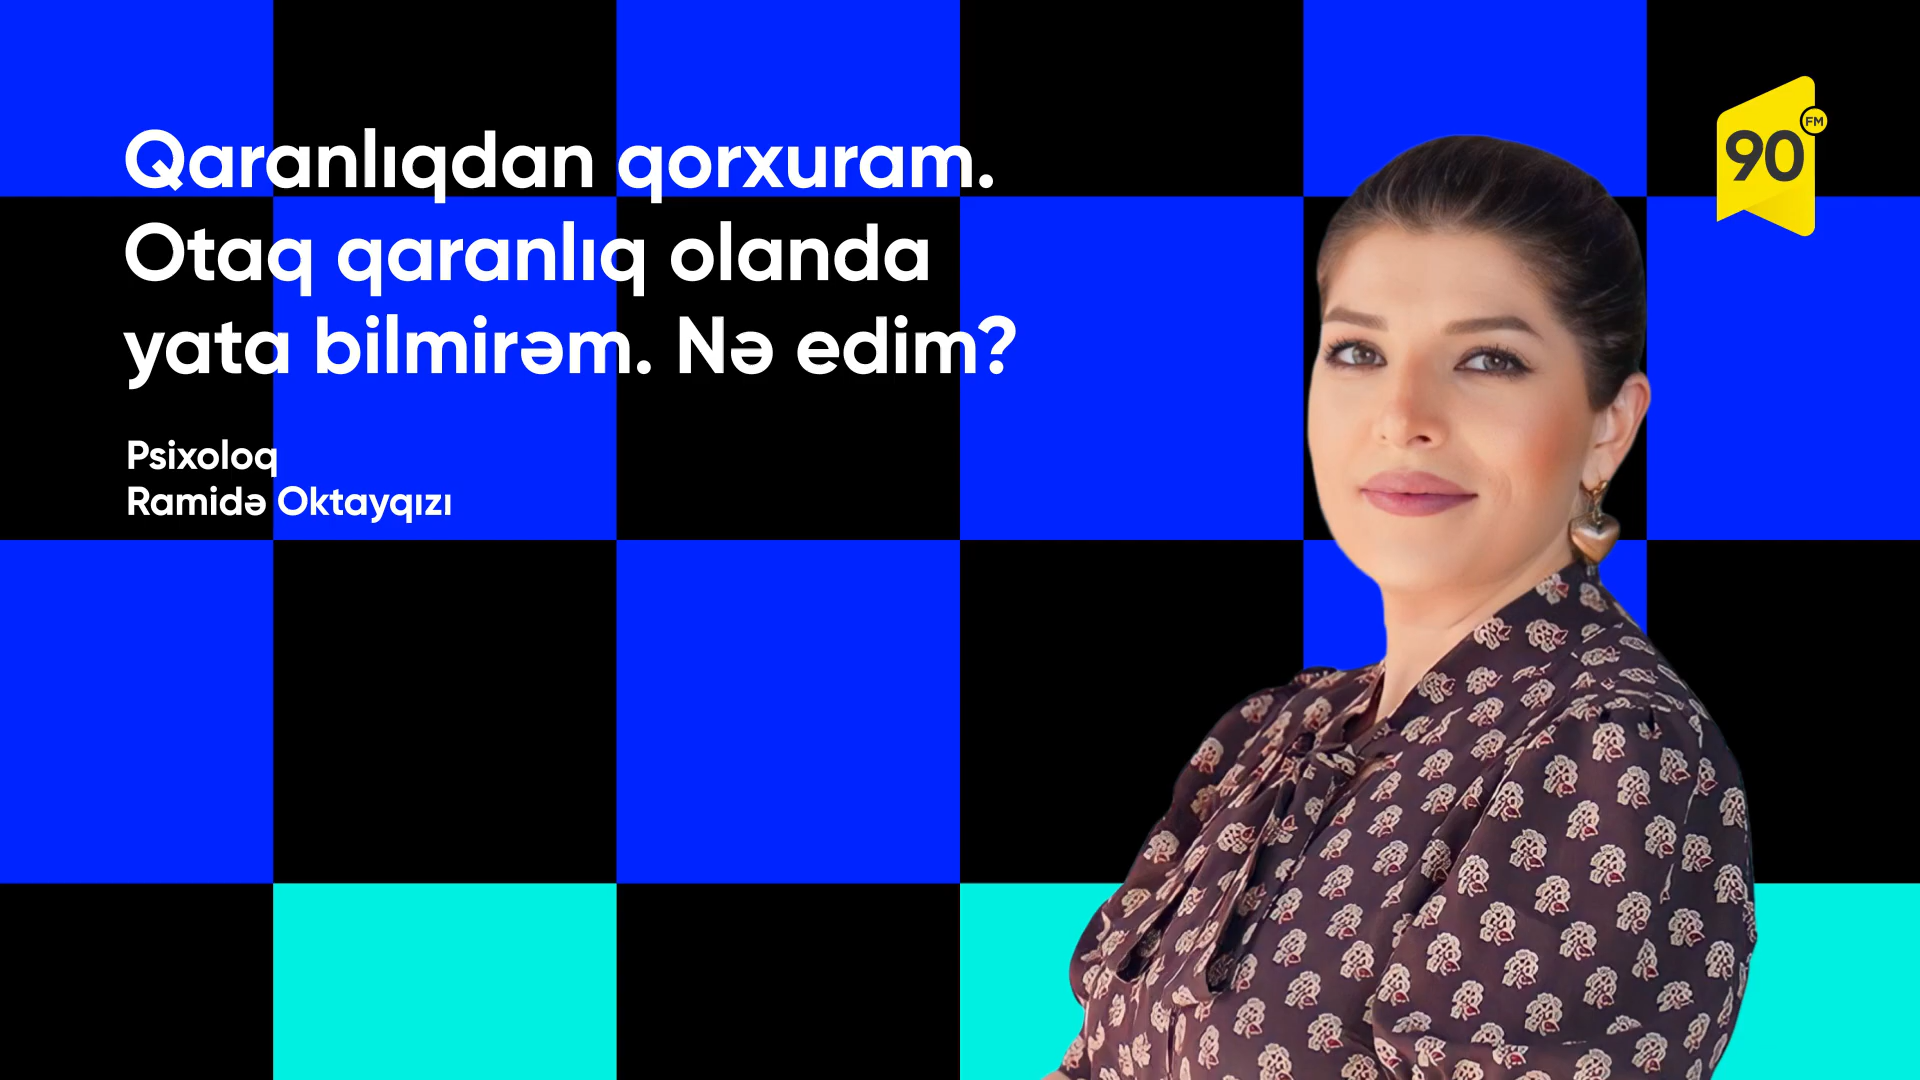 Qaranlıqdan qorxuram.
Otaq qaranlıq olanda
yata bilmirəm. Nə edim?
Psixoloq
Ramidə Oktayqızı
90 FM